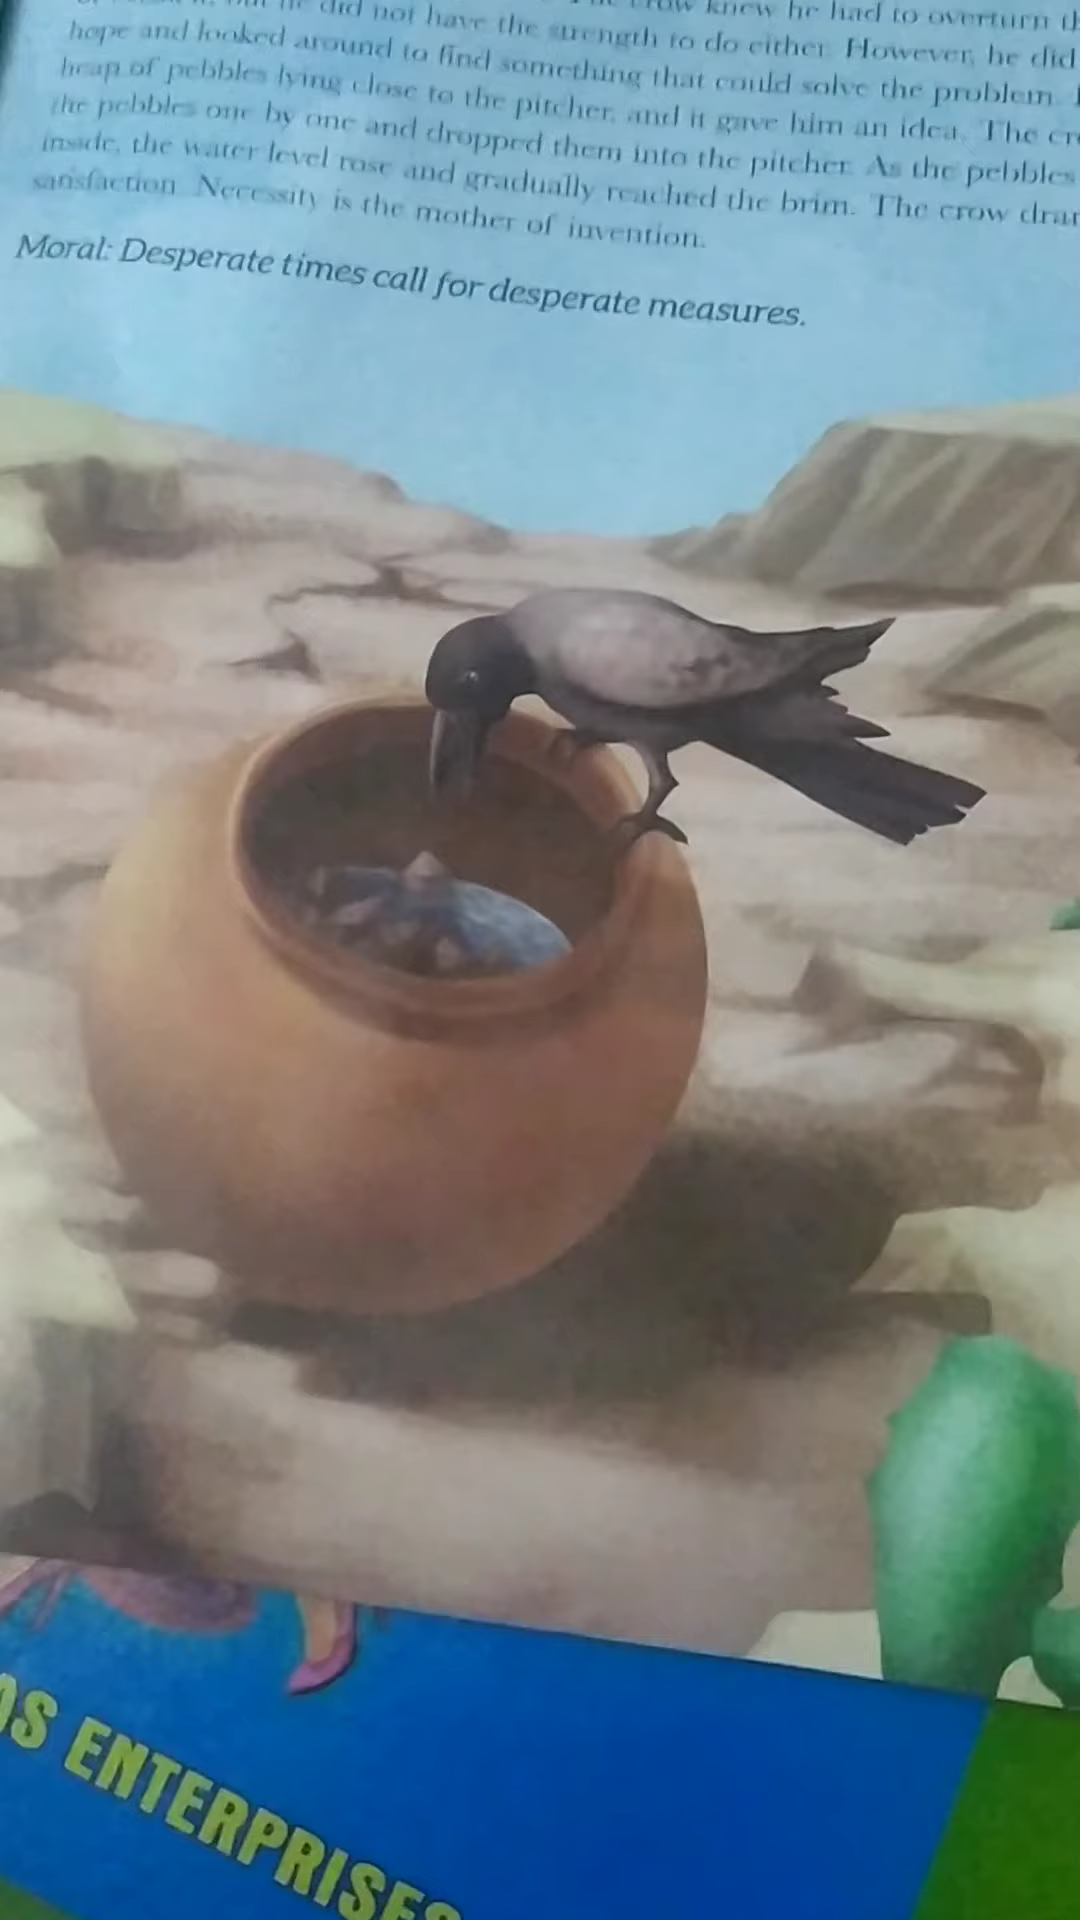 did not have the strength to do either. However, he did
hope and looked around to find something that could solve the problem.
heap of pebbles lying close to the pitcher, and it gave him an idea. The
the pebbles one by one and dropped them into the pitcher. As the pebbles
inside, the water level rose and gradually reached the brim. The crow
satisfaction. Necessity is the mother of invention.
Moral: Desperate times call for desperate measures.
ENTERPRISES